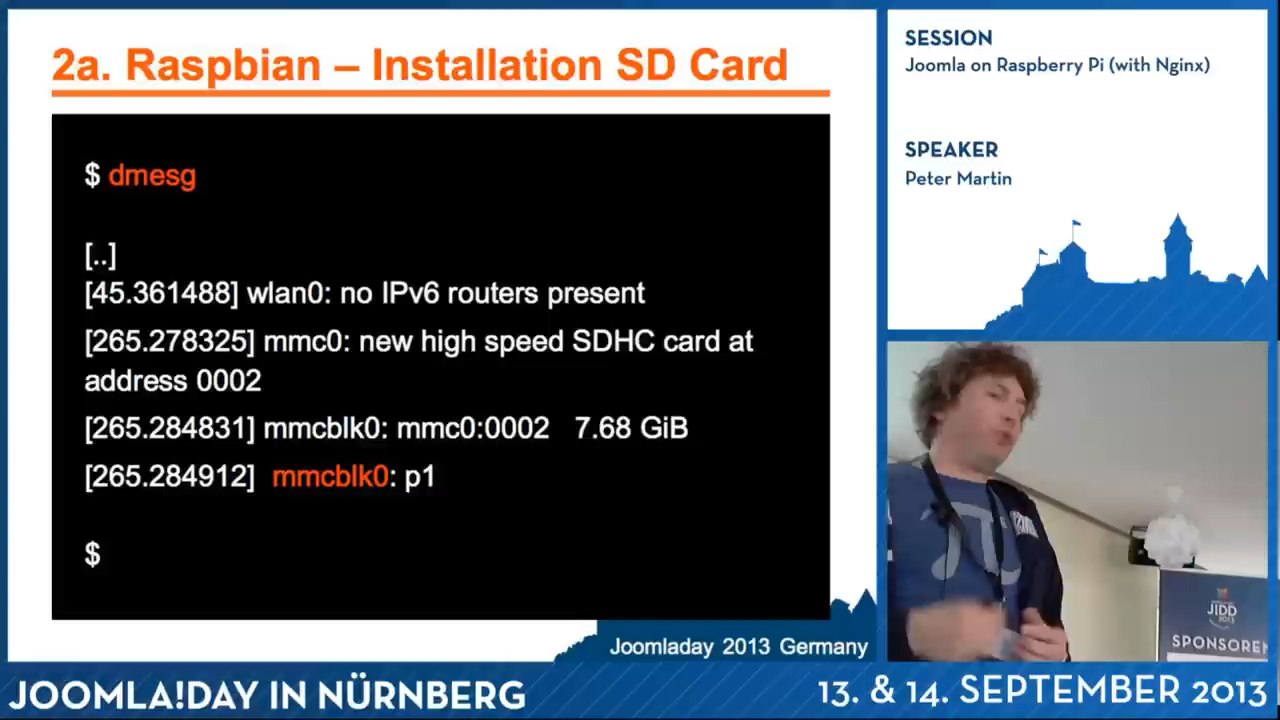 2a. Raspbian – Installation SD Card
$ dmesg
[..]
[45.361488] wlan0: no IPv6 routers present
[265.278325] mmc0: new high speed SDHC card at
address 0002
[265.284831] mmcblk0: mmc0:0002 7.68 GiB
[265.284912] mmcblk0: p1
$
Joomladay 2013 Germany
SESSION
Joomla on Raspberry Pi (with Nginx)
SPEAKER
Peter Martin
JIDD
2013
SPONSOREN
JOOMLA!DAY IN NÜRNBERG
13. & 14. SEPTEMBER 2013